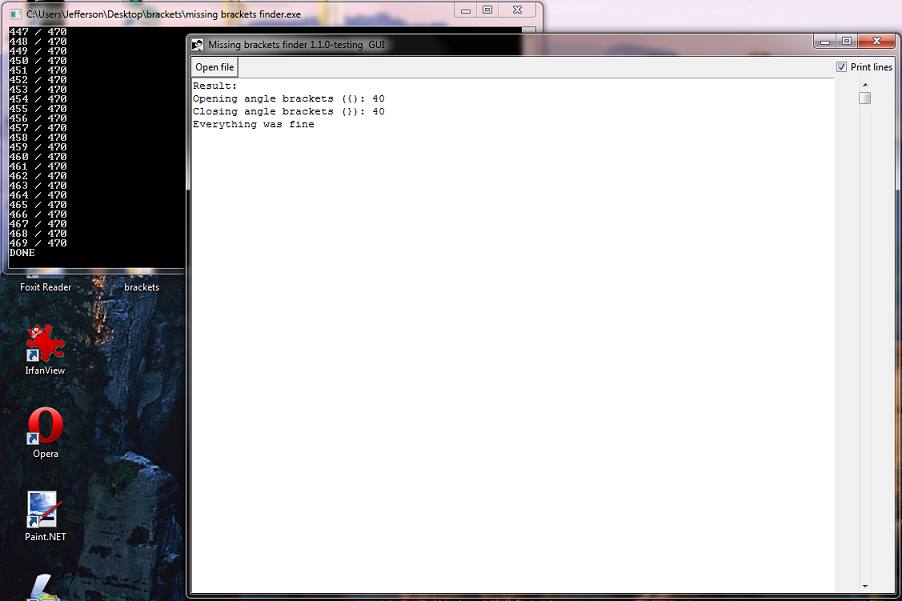 C:\Users\Jefferson\Desktop\brackets\missing brackets finder.exe
447 / 470
448 / 470
449 / 470
450 / 470
451 / 470
452 / 470
453 / 470
454 / 470
455 / 470
456 / 470
457 / 470
458 / 470
459 / 470
460 / 470
461 / 470
462 / 470
463 / 470
464 / 470
465 / 470
466 / 470
467 / 470
468 / 470
469 / 470
DONE
Missing brackets finder 1.1.0-testing GUI
Open file
Print lines
Result:
Opening angle brackets ({): 40
Closing angle brackets (}): 40
Everything was fine
Foxit Reader
brackets
IrfanView
Opera
Paint.NET